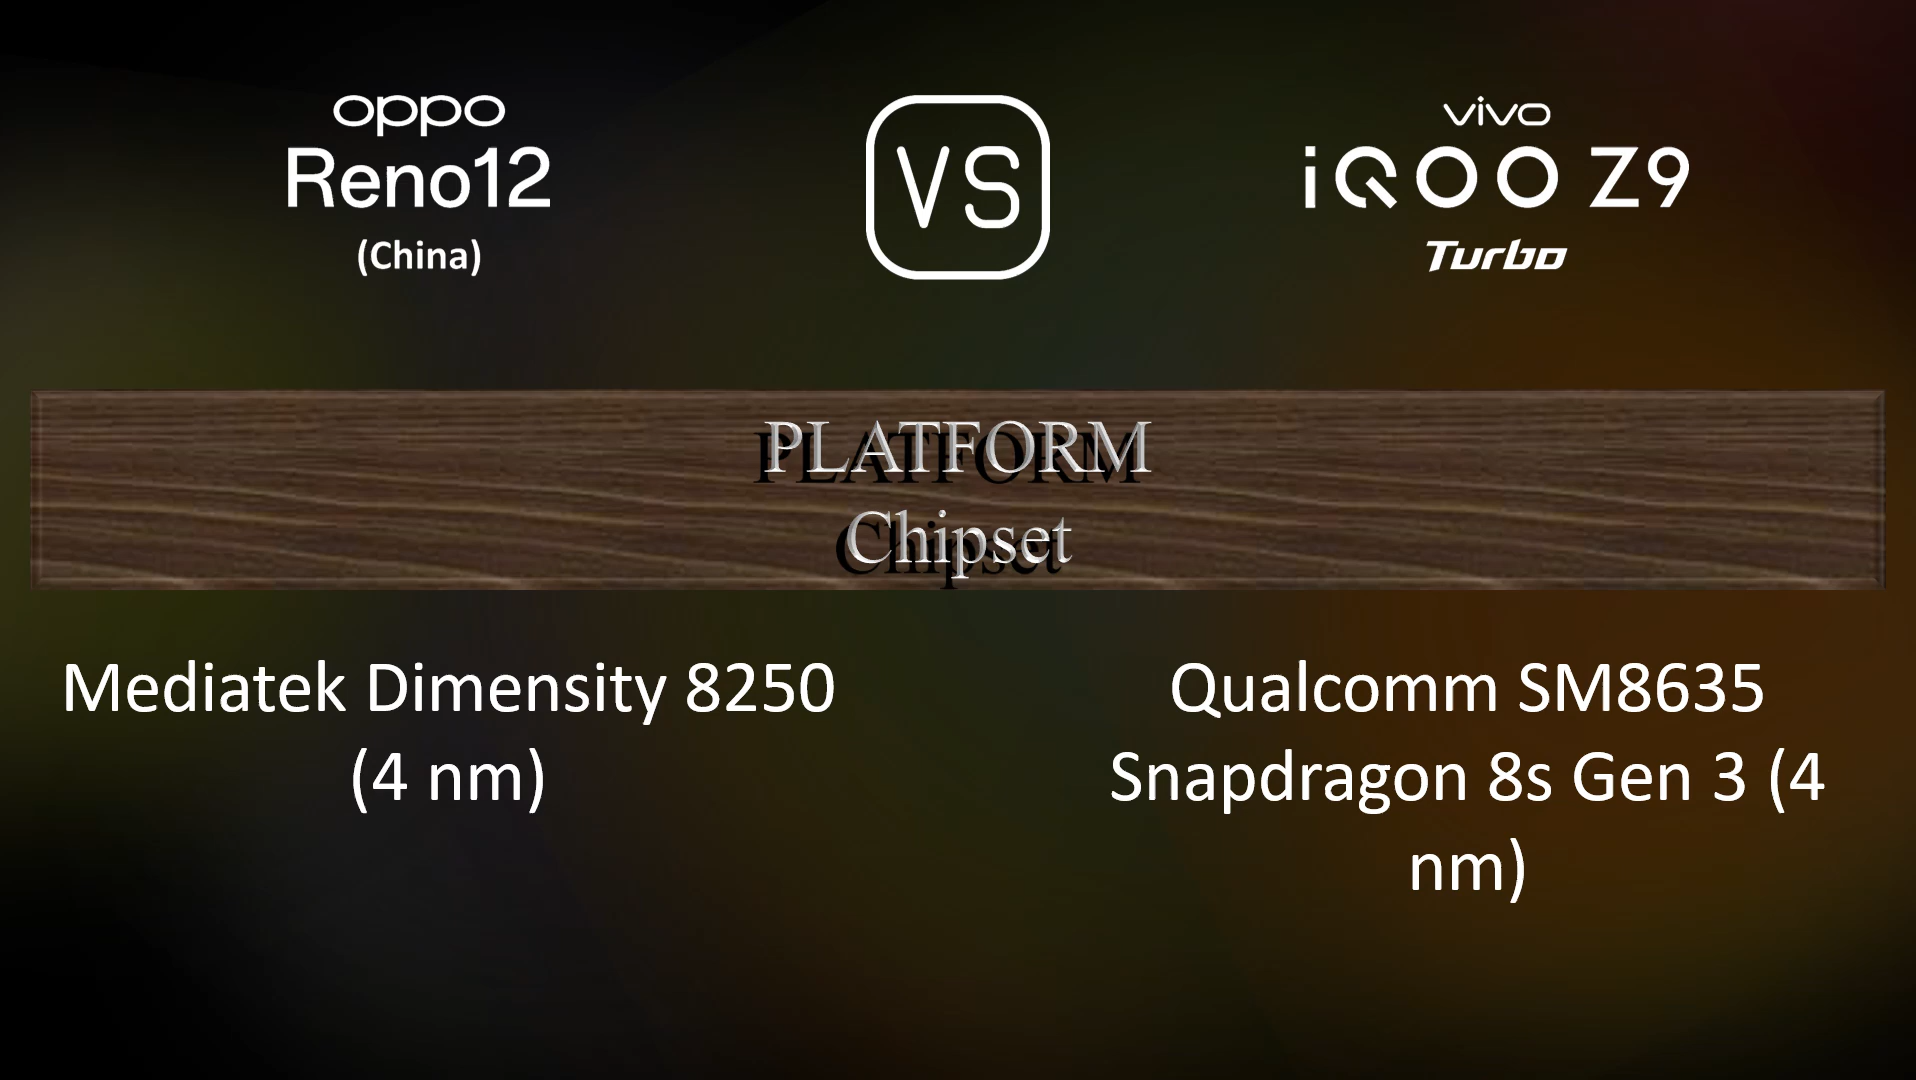 oppo
Reno12
(China)
VS
vivo
iQOO Z9
Turbo
PLATFORM
Chipset
Mediatek Dimensity 8250
(4 nm)
Qualcomm SM8635
Snapdragon 8s Gen 3 (4
nm)